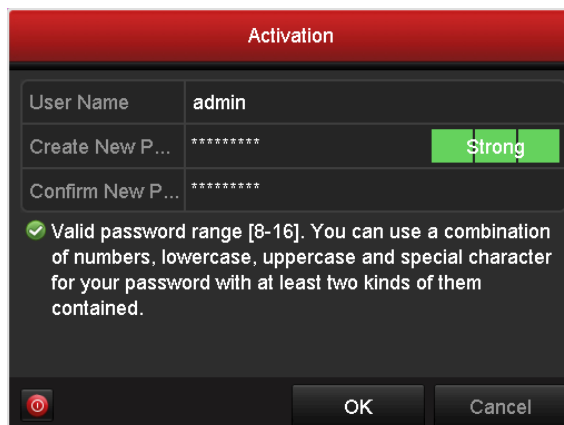 Activation
User Name admin
Create New P... ********* Strong
Confirm New P... *********
Valid password range [8-16]. You can use a combination
of numbers, lowercase, uppercase and special character
for your password with at least two kinds of them
contained.
OK Cancel